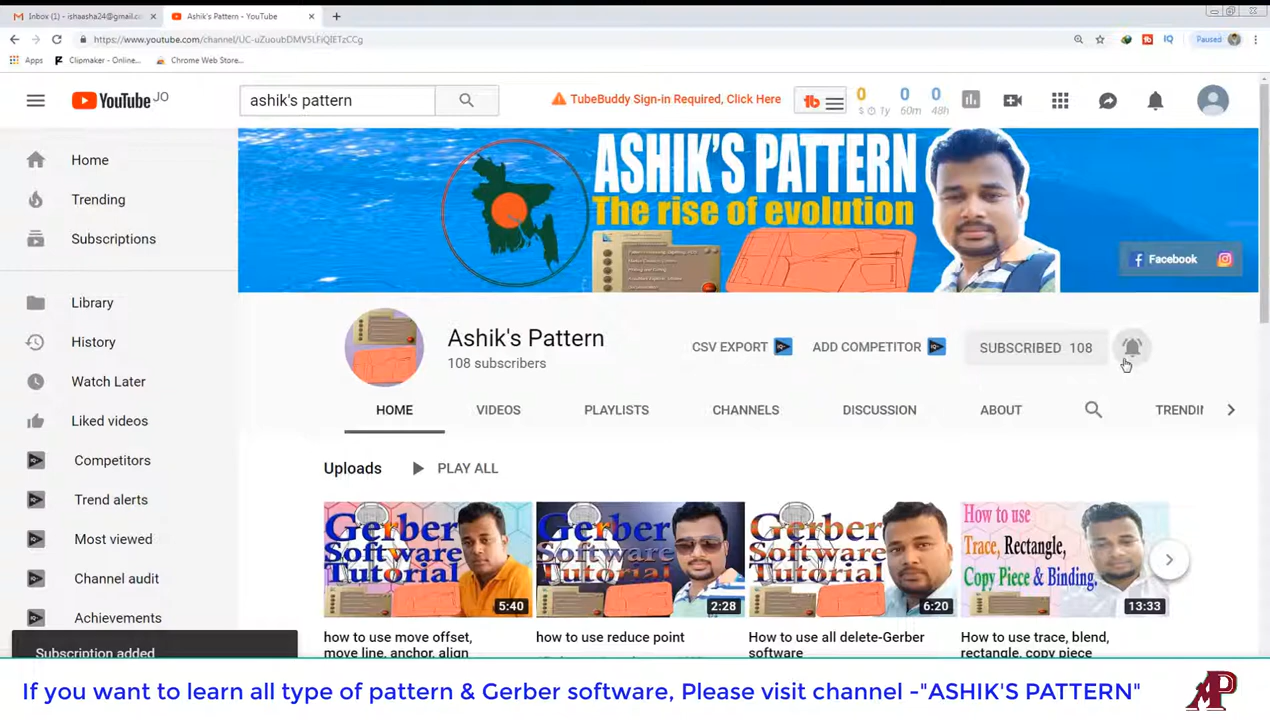 Inbox (1) - ishaasha24@gmail.co
Ashik's Pattern - YouTube
https://www.youtube.com/channel/UC-uZuoubDMV5LFiQlETzCCg
Paused
Apps
Clipmaker - Online...
Chrome Web Store...
YouTube JO
ashik's pattern
TubeBuddy Sign-in Required, Click Here
tb
0 0 0
$ 1y 60m 48h
Home
Trending
Subscriptions
Library
History
Watch Later
Liked videos
Competitors
Trend alerts
Most viewed
Channel audit
Achievements
Subscription added
ASHIK'S PATTERN
The rise of evolution
Facebook
Ashik's Pattern
108 subscribers
CSV EXPORT
ADD COMPETITOR
SUBSCRIBED 108
HOME
VIDEOS
PLAYLISTS
CHANNELS
DISCUSSION
ABOUT
TRENDIN
Uploads
PLAY ALL
Gerber
Software
Tutorial
5:40
how to use move offset,
move line, anchor, align
Gerber
Software
Tutorial
2:28
how to use reduce point
Gerber
Software
Tutorial
6:20
How to use all delete-Gerber
software
How to use
Trace, Rectangle,
Copy Piece & Binding.
13:33
How to use trace, blend,
rectangle, copy piece
If you want to learn all type of pattern & Gerber software, Please visit channel -"ASHIK'S PATTERN"
AP